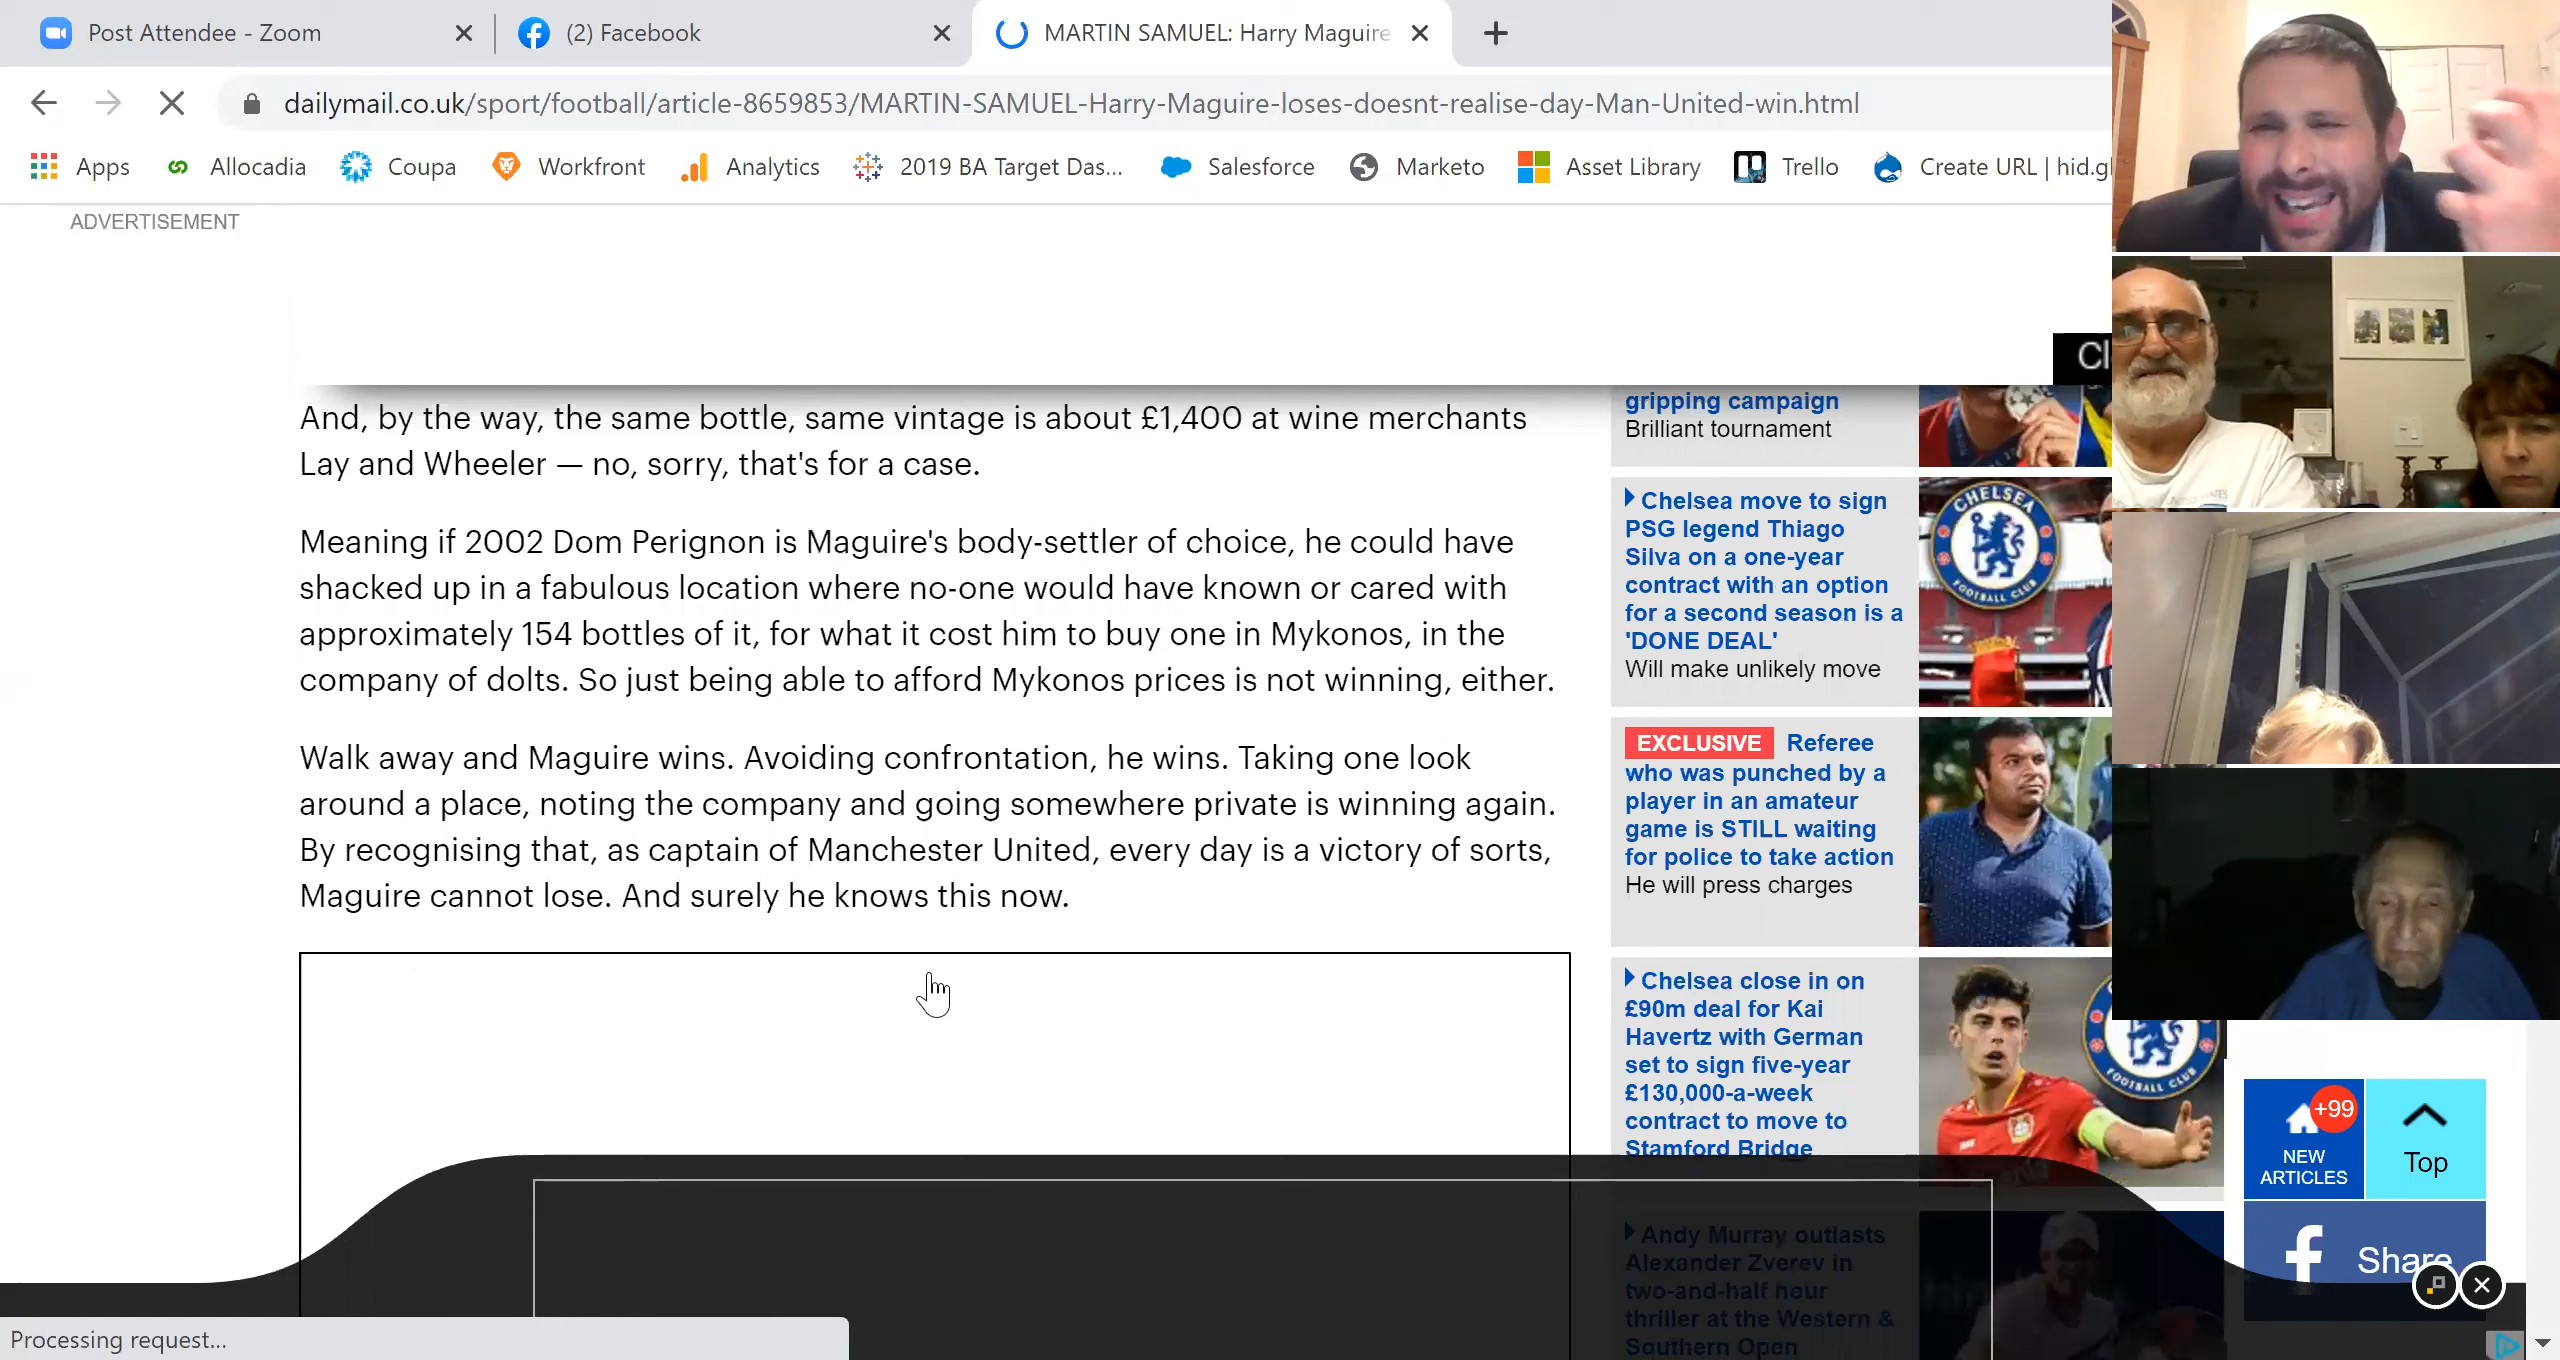 Post Attendee - Zoom
(2) Facebook
MARTIN SAMUEL: Harry Maguire
dailymail.co.uk/sport/football/article-8659853/MARTIN-SAMUEL-Harry-Maguire-loses-doesnt-realise-day-Man-United-win.html
Apps
Allocadia
Coupa
Workfront
Analytics
2019 BA Target Das...
Salesforce
Marketo
Asset Library
Trello
Create URL | hid.gl
ADVERTISEMENT
Cl
And, by the way, the same bottle, same vintage is about £1,400 at wine merchants
Lay and Wheeler — no, sorry, that's for a case.
Meaning if 2002 Dom Perignon is Maguire's body-settler of choice, he could have
shacked up in a fabulous location where no-one would have known or cared with
approximately 154 bottles of it, for what it cost him to buy one in Mykonos, in the
company of dolts. So just being able to afford Mykonos prices is not winning, either.
Walk away and Maguire wins. Avoiding confrontation, he wins. Taking one look
around a place, noting the company and going somewhere private is winning again.
By recognising that, as captain of Manchester United, every day is a victory of sorts,
Maguire cannot lose. And surely he knows this now.
gripping campaign
Brilliant tournament
Chelsea move to sign
PSG legend Thiago
Silva on a one-year
contract with an option
for a second season is a
'DONE DEAL'
Will make unlikely move
CHELSEA
FOOTBALL CLUB
EXCLUSIVE Referee
who was punched by a
player in an amateur
game is STILL waiting
for police to take action
He will press charges
Chelsea close in on
£90m deal for Kai
Havertz with German
set to sign five-year
£130,000-a-week
contract to move to
Stamford Bridge
FOOTBALL CLUB
Andy Murray outlasts
Alexander Zverev in
two-and-half hour
thriller at the Western &
Southern Open
+99
NEW
ARTICLES
Top
Share
Processing request...